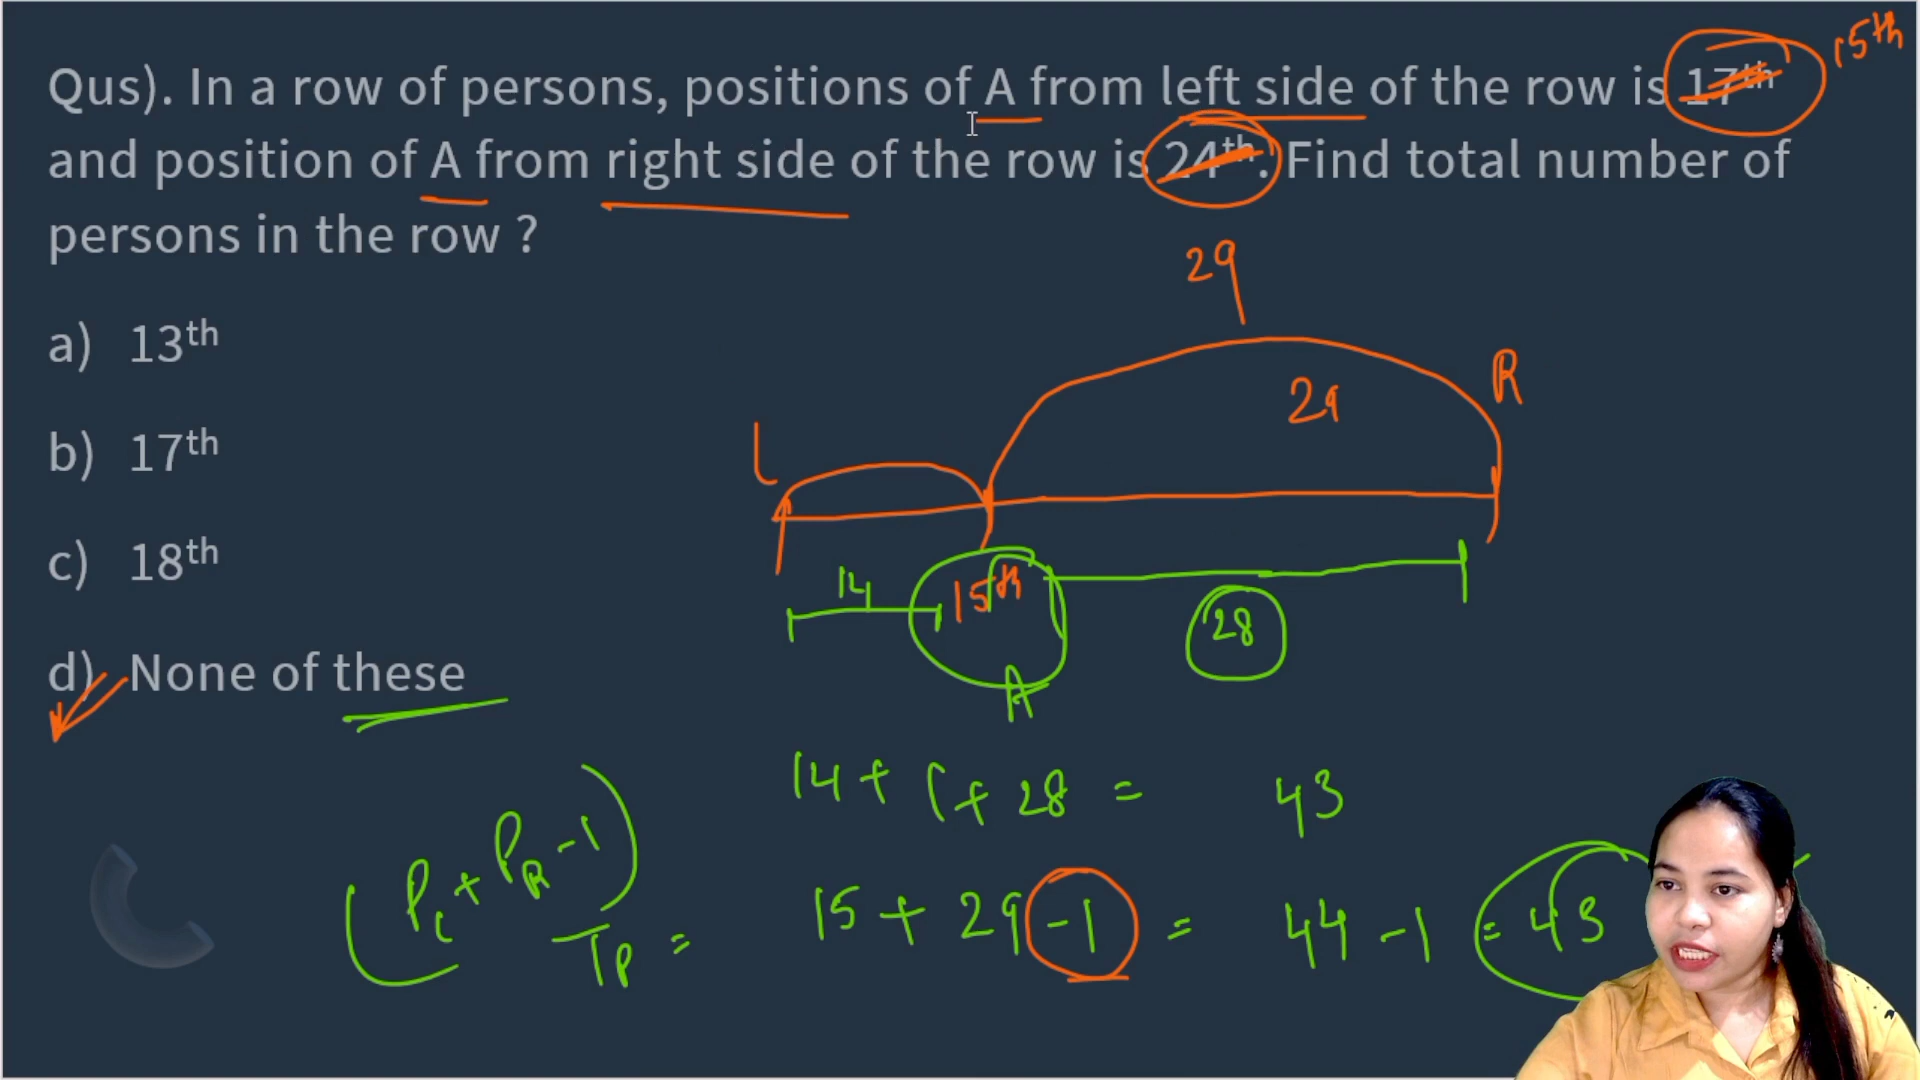 15th
Qus). In a row of persons, positions of A from left side of the row is 17th
and position of A from right side of the row is 24th. Find total number of
persons in the row ?
29
a) 13th
R
29
L
b) 17th
c) 18th
14
15th
28
d) None of these
A
14 + 1 + 28 = 43
(PL + PR - 1)
TP = 15 + 29 - 1 = 44 - 1 = 43